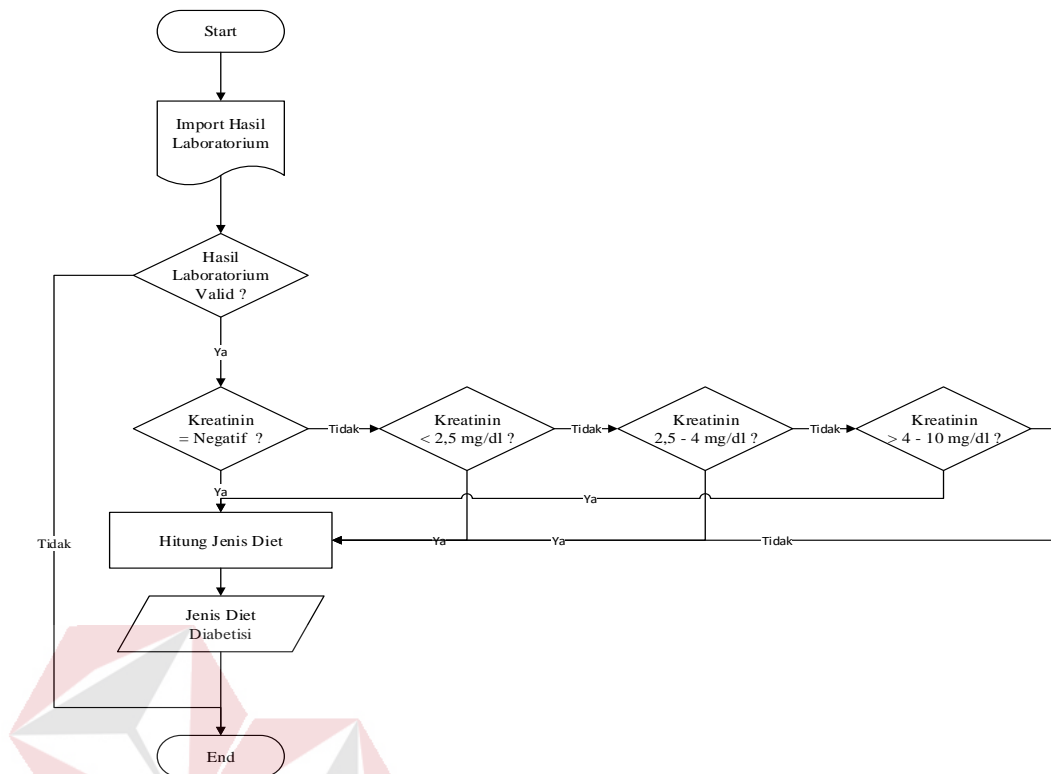 Start
Import Hasil
Laboratorium
Hasil
Laboratorium
Valid ?
Ya
Kreatinin
= Negatif ?
Tidak
Kreatinin
< 2,5 mg/dl ?
Tidak
Kreatinin
2,5 - 4 mg/dl ?
Tidak
Kreatinin
> 4 - 10 mg/dl ?
Ya
Ya
Tidak
Hitung Jenis Diet
Ya
Ya
Tidak
Jenis Diet
Diabetisi
End